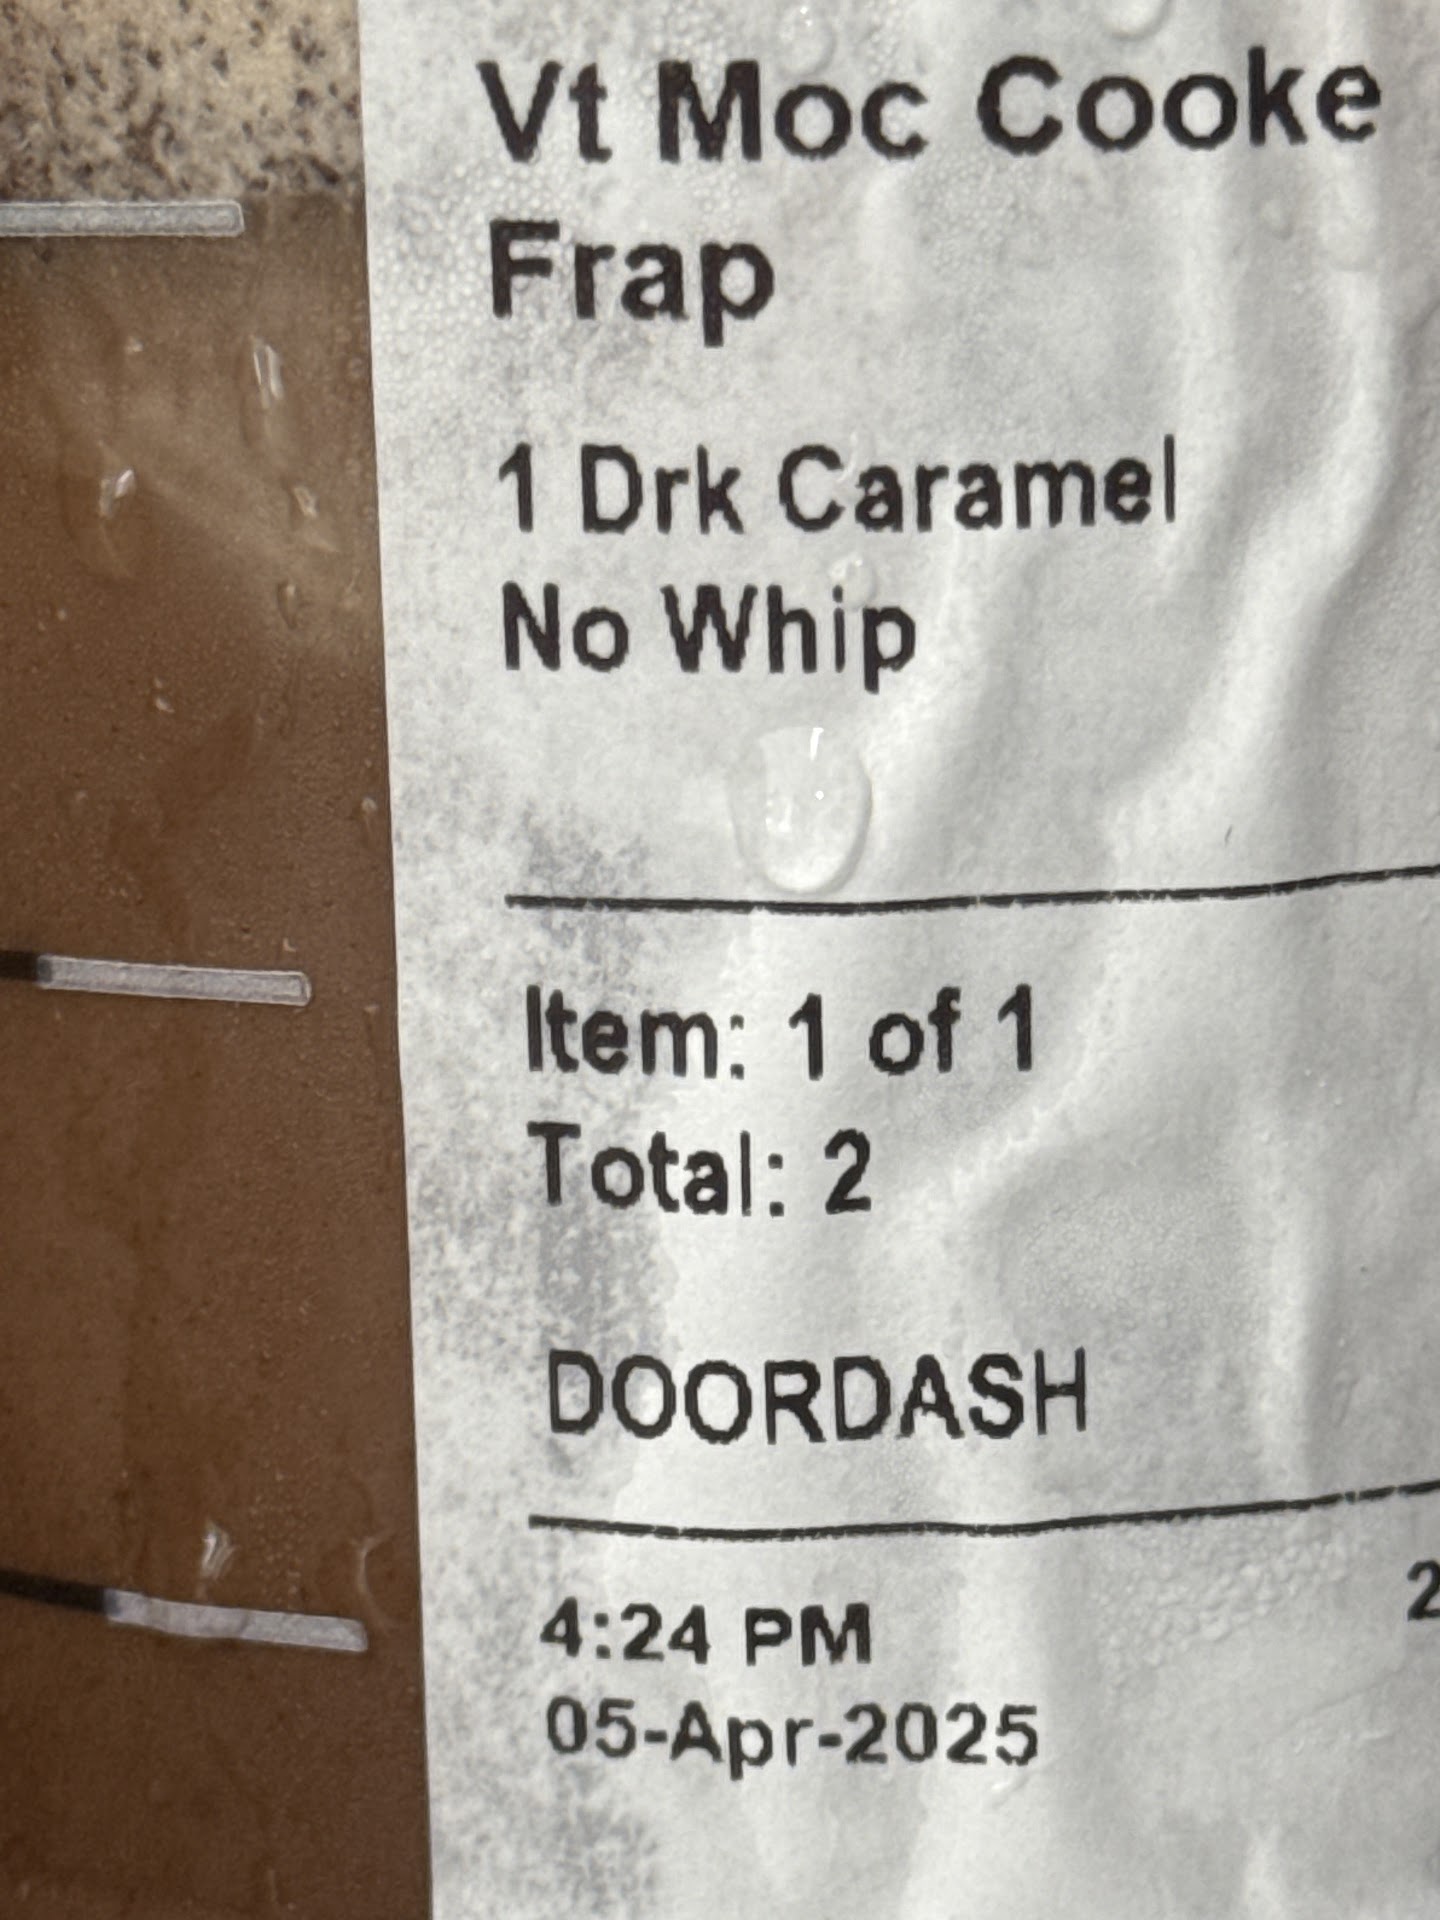 Vt Moc Cooke
Frap
1 Drk Caramel
No Whip
Item: 1 of 1
Total: 2
DOORDASH
4:24 PM
2
05-Apr-2025